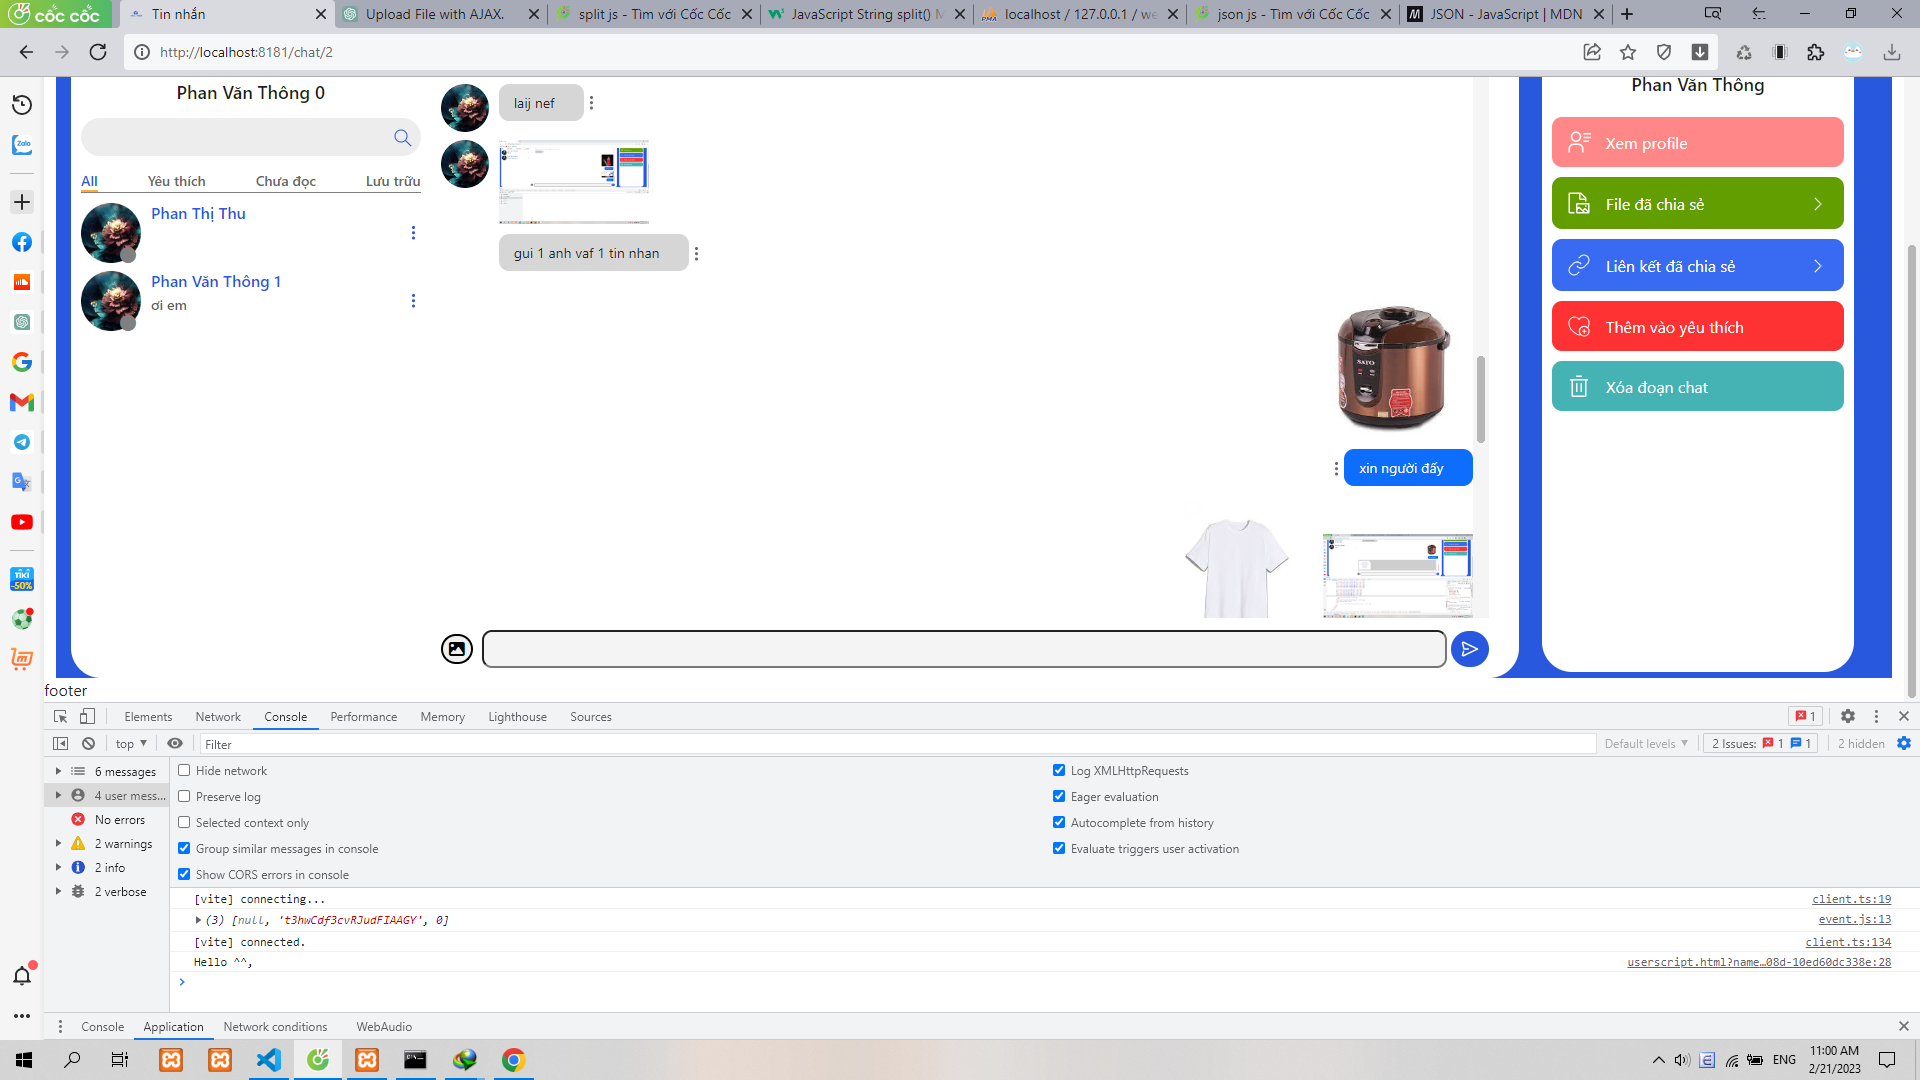 cốc cốc
Tin nhắn
Upload File with AJAX.
split js - Tìm với Cốc Cốc
JavaScript String split() M
localhost / 127.0.0.1 / we
json js - Tìm với Cốc Cốc
JSON - JavaScript | MDN
http://localhost:8181/chat/2
Zalo
TIKI
-50%
Phan Văn Thông 0
All
Yêu thích
Chưa đọc
Lưu trữu
Phan Thị Thu
Phan Văn Thông 1
ơi em
laij nef
gui 1 anh vaf 1 tin nhan
SATO
xin người đấy
Phan Văn Thông
Xem profile
File đã chia sẻ
Liên kết đã chia sẻ
Thêm vào yêu thích
Xóa đoạn chat
footer
Elements
Network
Console
Performance
Memory
Lighthouse
Sources
1
top
Filter
Default levels
2 Issues:
1
1
2 hidden
6 messages
4 user mess...
No errors
2 warnings
2 info
2 verbose
Hide network
Preserve log
Selected context only
Group similar messages in console
Show CORS errors in console
Log XMLHttpRequests
Eager evaluation
Autocomplete from history
Evaluate triggers user activation
[vite] connecting...
client.ts:19
(3) [null, 't3hwCdf3cvRJudFIAAGY', 0]
event.js:13
[vite] connected.
client.ts:134
Hello ^^,
userscript.html?name…08d-10ed60dc338e:28
Console
Application
Network conditions
WebAudio
ENG
11:00 AM
2/21/2023